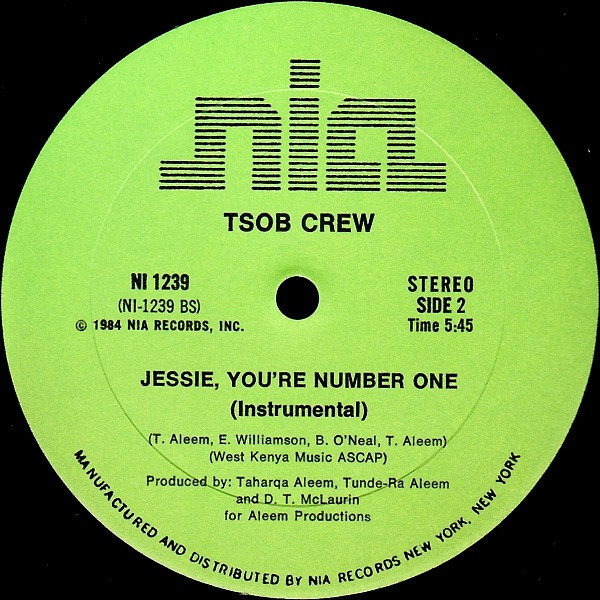 nia
TSOB CREW
NI 1239
(NI-1239 BS)
© 1984 NIA RECORDS, INC.
STEREO
SIDE 2
Time 5:45
JESSIE, YOU'RE NUMBER ONE
(Instrumental)
(T. Aleem, E. Williamson, B. O'Neal, T. Aleem)
(West Kenya Music ASCAP)
Produced by: Taharqa Aleem, Tunde-Ra Aleem
and D. T. McLaurin
for Aleem Productions
MANUFACTURED AND DISTRIBUTED BY NIA RECORDS NEW YORK, NEW YORK